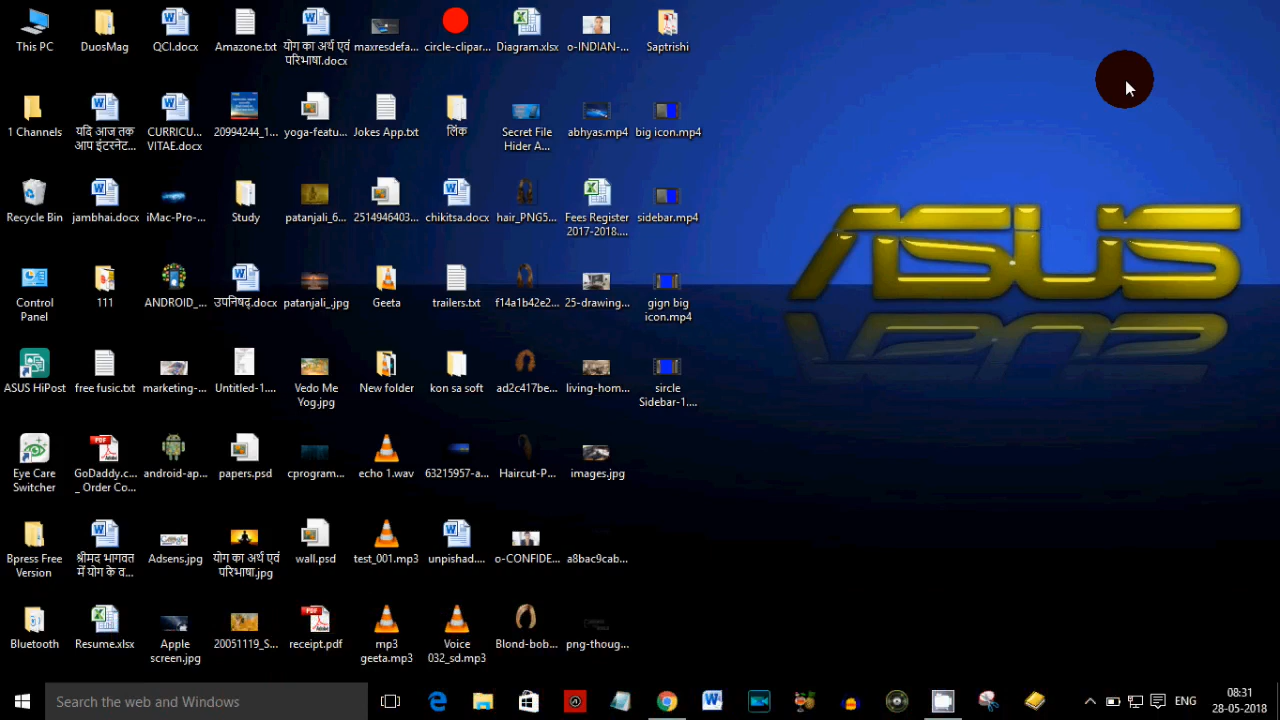 This PC
DuosMag
QCI.docx
Amazone.txt
योग का अर्थ एवं
परिभाषा.docx
maxresdefa...
circle-clipar...
Diagram.xlsx
o-INDIAN-...
Saptrishi
1 Channels
यदि आज तक
आप इंटरनेट...
CURRICU...
VITAE.docx
20994244_1...
yoga-featu...
Jokes App.txt
लिंक
Secret File
Hider A...
abhyas.mp4
big icon.mp4
Recycle Bin
jambhai.docx
iMac-Pro-...
Study
patanjali_6...
2514946403...
chikitsa.docx
hair_PNG5...
Fees Register
2017-2018....
sidebar.mp4
ASUS
Control
Panel
111
ANDROID_...
उपनिषद्.docx
patanjali_.jpg
Geeta
trailers.txt
f14a1b42e2...
25-drawing...
gign big
icon.mp4
ASUS HiPost
free fusic.txt
marketing-...
Untitled-1....
Vedo Me
Yog.jpg
New folder
kon sa soft
ad2c417be...
living-hom...
sircle
Sidebar-1....
Eye Care
Switcher
GoDaddy.c...
_ Order Co...
android-ap...
papers.psd
cprogram...
echo 1.wav
63215957-a...
Haircut-P...
images.jpg
Bpress Free
Version
श्रीमद भागवत
में योग के व...
Adsens.jpg
योग का अर्थ एवं
परिभाषा.jpg
wall.psd
test_001.mp3
unpishad....
o-CONFIDE...
a8bac9cab...
Bluetooth
Resume.xlsx
Apple
screen.jpg
20051119_S...
receipt.pdf
mp3
geeta.mp3
Voice
032_sd.mp3
Blond-bob...
png-thoug...
Search the web and Windows
ENG
08:31
28-05-2018